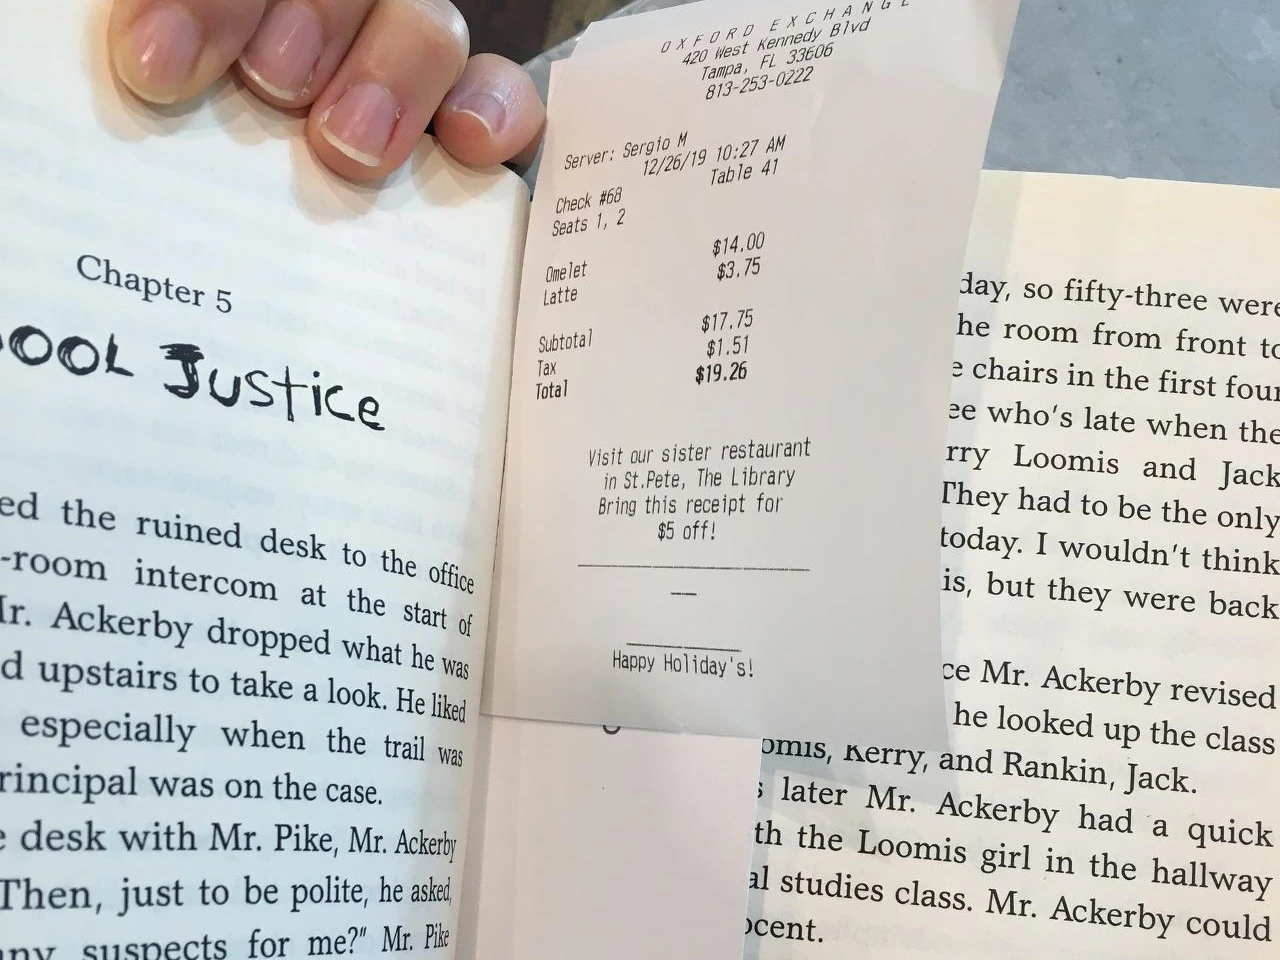 Chapter 5
OOL JUSTiCE
ed the ruined desk to the office
-room intercom at the start of
Mr. Ackerby dropped what he was
d upstairs to take a look. He liked
especially when the trail was
rincipal was on the case.
e desk with Mr. Pike, Mr. Ackerby
Then, just to be polite, he asked,
any suspects for me?" Mr. Pike
OXFORD EXCHANGE
420 West Kennedy Blvd
Tampa, FL 33606
813-253-0222
Server: Sergio M
12/26/19 10:27 AM
Table 41
Check #68
Seats 1, 2
Omelet $14.00
Latte $3.75
Subtotal $17.75
Tax $1.51
Total $19.26
Visit our sister restaurant
in St.Pete, The Library
Bring this receipt for
$5 off!
Happy Holiday's!
day, so fifty-three were
he room from front to
e chairs in the first four
ee who's late when the
rry Loomis and Jack
They had to be the only
today. I wouldn't think
is, but they were back
ce Mr. Ackerby revised
he looked up the class
omis, Kerry, and Rankin, Jack.
s later Mr. Ackerby had a quick
th the Loomis girl in the hallway
al studies class. Mr. Ackerby could
ocent.